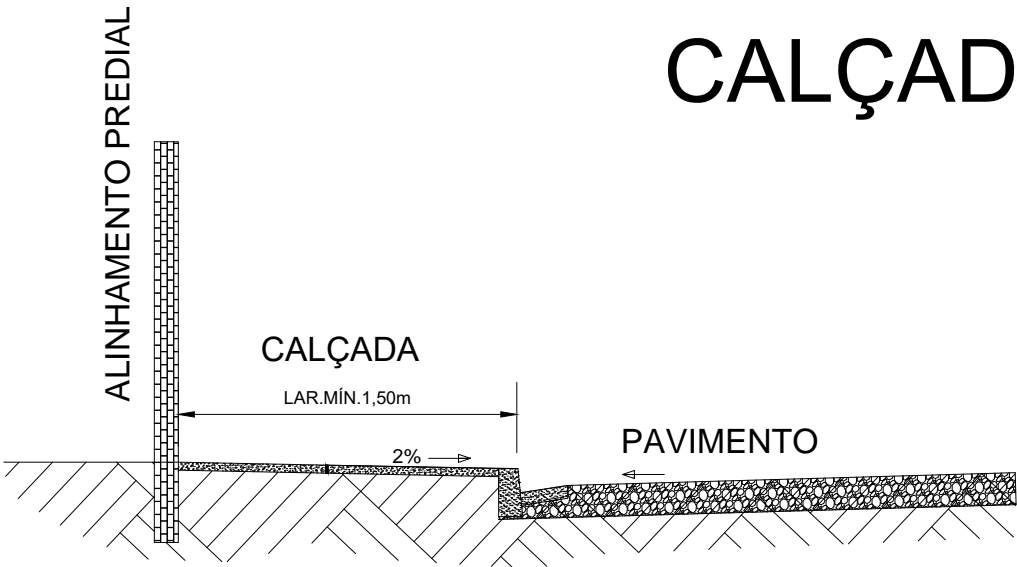 CALÇAD
ALINHAMENTO PREDIAL
CALÇADA
LAR.MÍN.1,50m
2%
PAVIMENTO